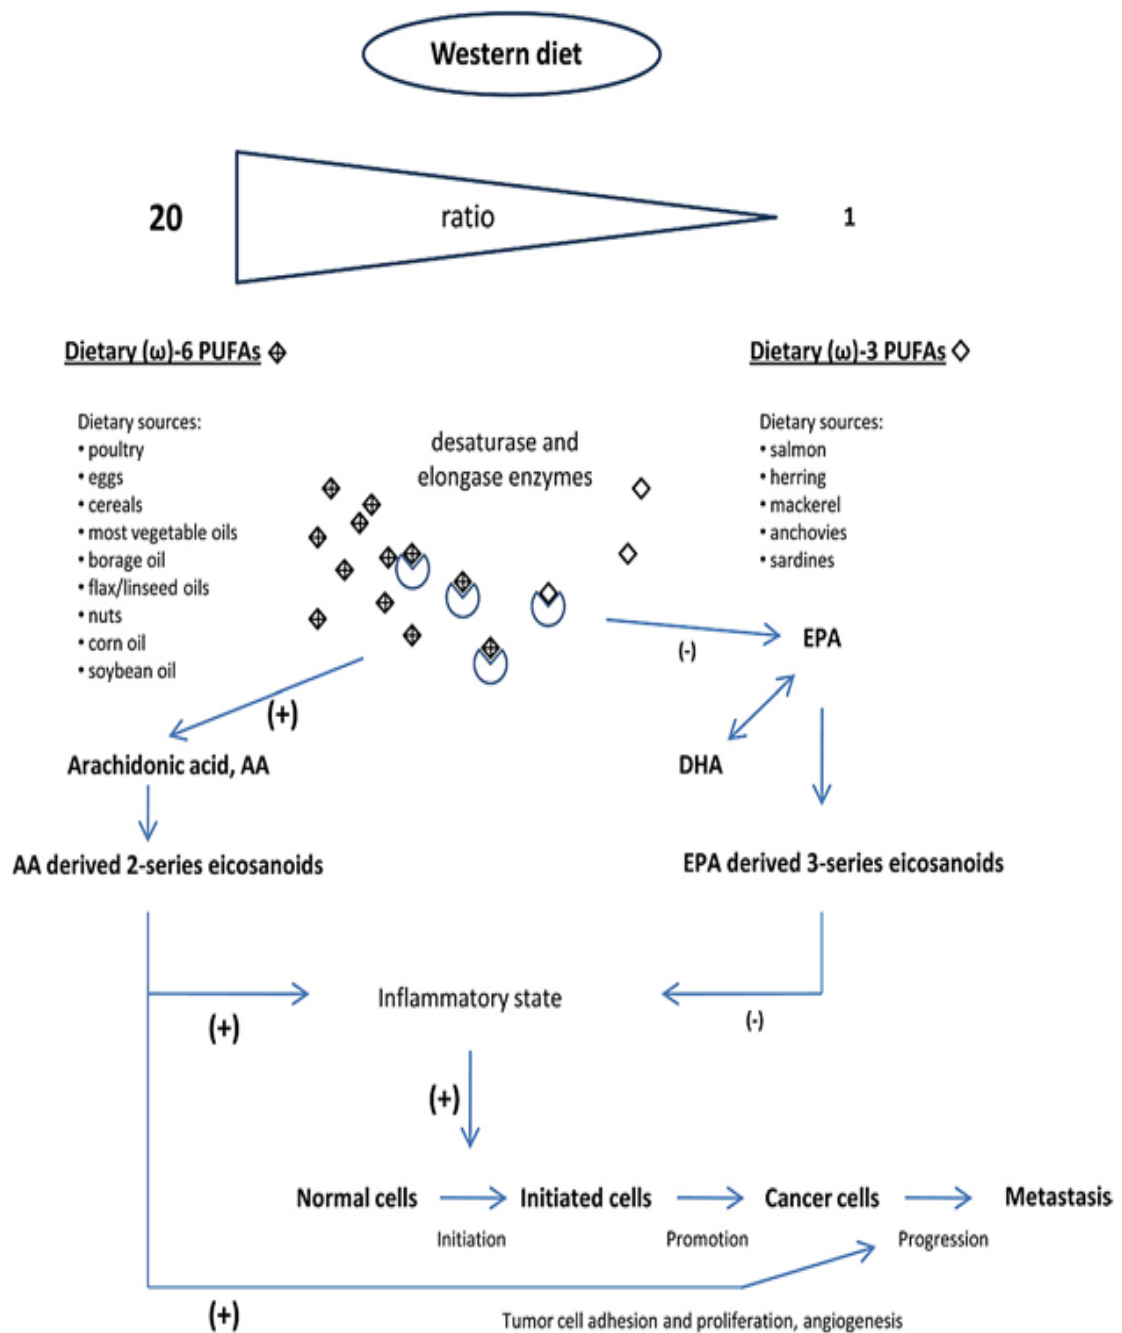 Western diet
20
ratio
1
Dietary (ω)-6 PUFAs
Dietary (ω)-3 PUFAs
Dietary sources:
• poultry
• eggs
• cereals
• most vegetable oils
• borage oil
• flax/linseed oils
• nuts
• corn oil
• soybean oil
desaturase and
elongase enzymes
Dietary sources:
• salmon
• herring
• mackerel
• anchovies
• sardines
(-)
EPA
(+)
Arachidonic acid, AA
DHA
AA derived 2-series eicosanoids
EPA derived 3-series eicosanoids
Inflammatory state
(+)
(-)
(+)
Normal cells
Initiated cells
Cancer cells
Metastasis
Initiation
Promotion
Progression
(+)
Tumor cell adhesion and proliferation, angiogenesis